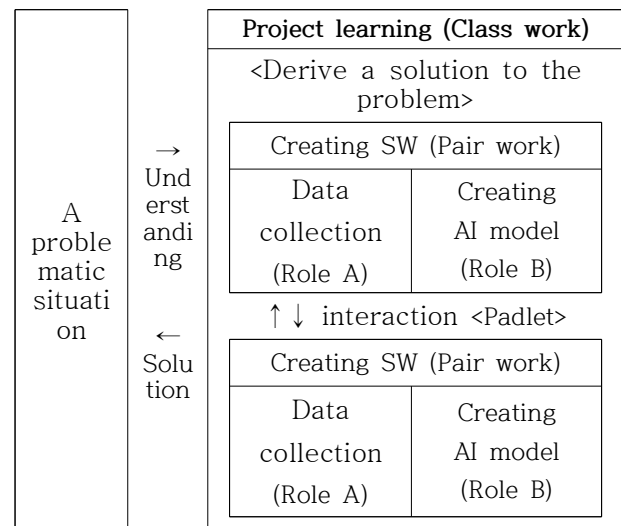 A
proble
matic
situati
on
→
Und
erst
andi
ng
←
Solu
tion
Project learning (Class work)
<Derive a solution to the
problem>
Creating SW (Pair work)
Data
collection
(Role A)
Creating
AI model
(Role B)
↑↓ interaction <Padlet>
Creating SW (Pair work)
Data
collection
(Role A)
Creating
AI model
(Role B)